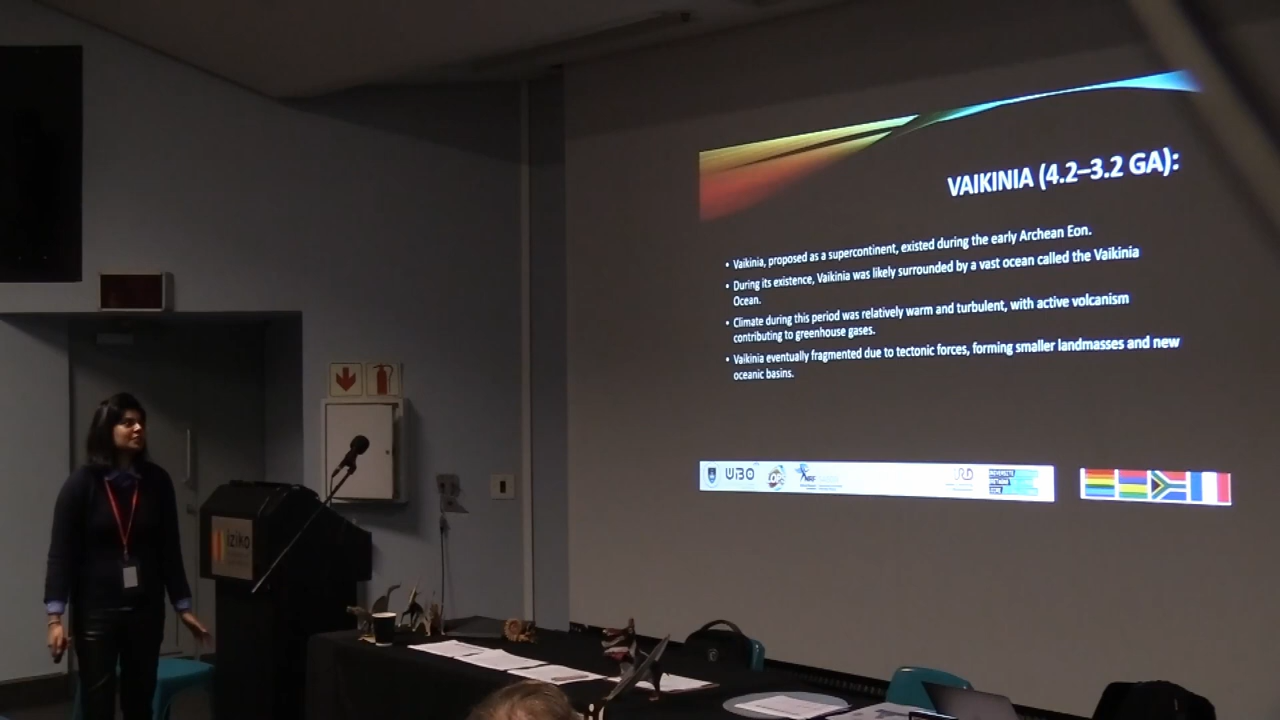 VAIKINIA (4.2–3.2 GA):
• Vaikinia, proposed as a supercontinent, existed during the early Archean Eon.
• During its existence, Vaikinia was likely surrounded by a vast ocean called the Vaikinia
Ocean.
• Climate during this period was relatively warm and turbulent, with active volcanism
contributing to greenhouse gases.
• Vaikinia eventually fragmented due to tectonic forces, forming smaller landmasses and new
oceanic basins.
UBO
NRF
IRD
iziko